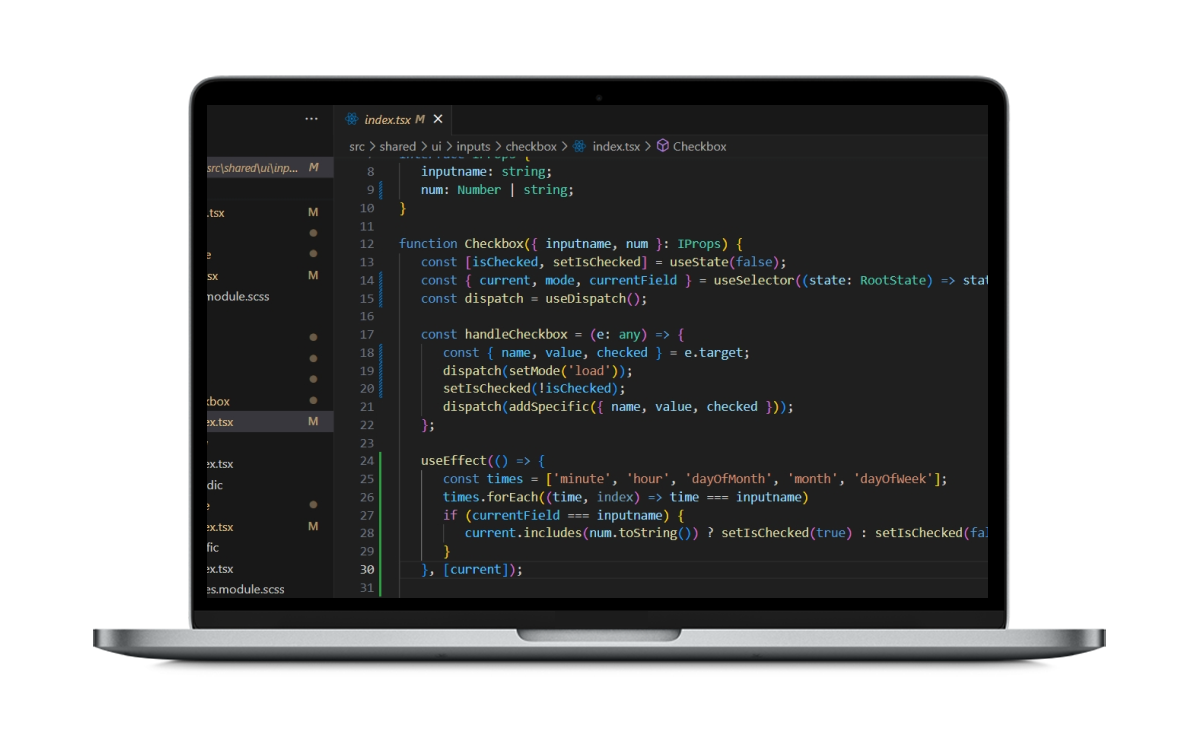 ··· index.tsx M ×
src > shared > ui > inputs > checkbox > index.tsx > Checkbox
src\shared\ui\inp... M
.tsx M
e
sx M
module.scss
kbox
ex.tsx M
ex.tsx
dic
e
ex.tsx M
fic
ex.tsx
es.module.scss
8 inputname: string;
9 num: Number | string;
10 }
11
12 function Checkbox({ inputname, num }: IProps) {
13 const [isChecked, setIsChecked] = useState(false);
14 const { current, mode, currentField } = useSelector((state: RootState) => stat
15 const dispatch = useDispatch();
16
17 const handleCheckbox = (e: any) => {
18 const { name, value, checked } = e.target;
19 dispatch(setMode('load'));
20 setIsChecked(!isChecked);
21 dispatch(addSpecific({ name, value, checked }));
22 };
23
24 useEffect(() => {
25 const times = ['minute', 'hour', 'dayOfMonth', 'month', 'dayOfWeek'];
26 times.forEach((time, index) => time === inputname)
27 if (currentField === inputname) {
28 current.includes(num.toString()) ? setIsChecked(true) : setIsChecked(fal
29 }
30 }, [current]);
31